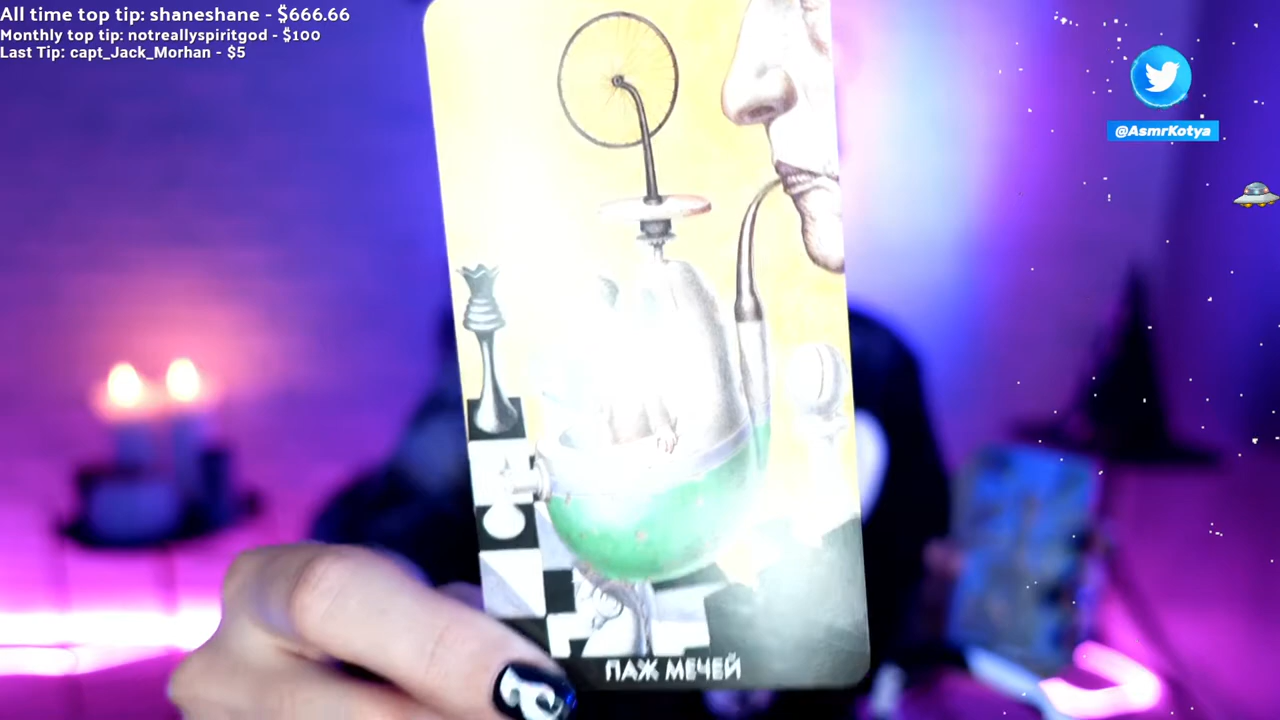 All time top tip: shaneshane - $666.66
Monthly top tip: notreallyspiritgod - $100
Last Tip: capt_Jack_Morhan - $5
@AsmrKotya
ПАЖ МЕЧЕЙ